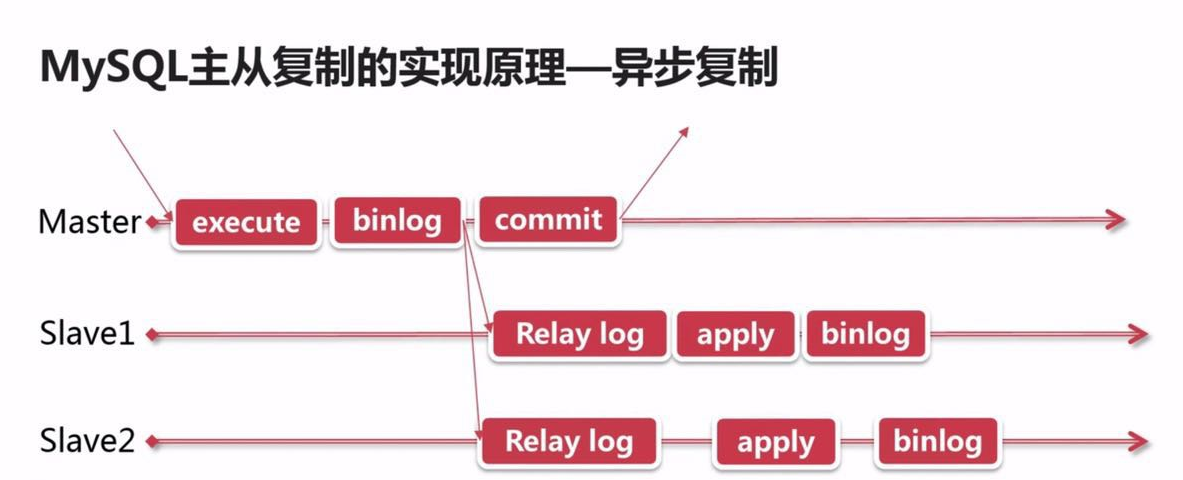 MySQL主从复制的实现原理—异步复制
Master execute binlog commit
Slave1 Relay log apply binlog
Slave2 Relay log apply binlog